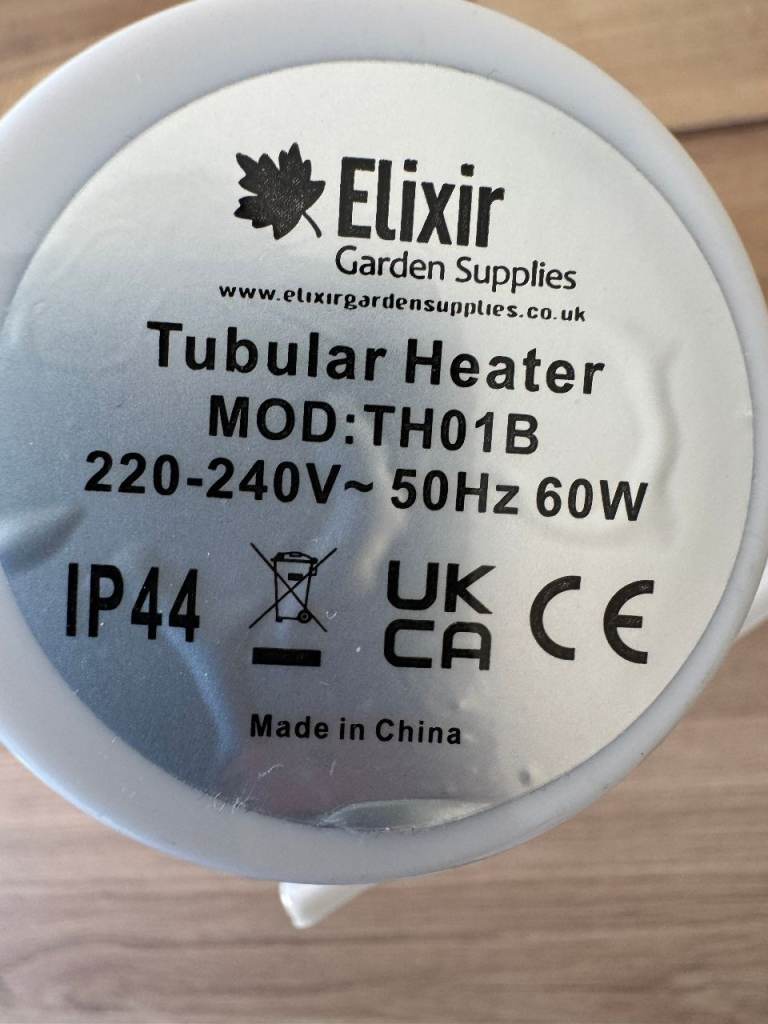 Elixir
Garden Supplies
www.elixirgardensupplies.co.uk
Tubular Heater
MOD:TH01B
220-240V~ 50Hz 60W
IP44
UK
CA
CE
Made in China